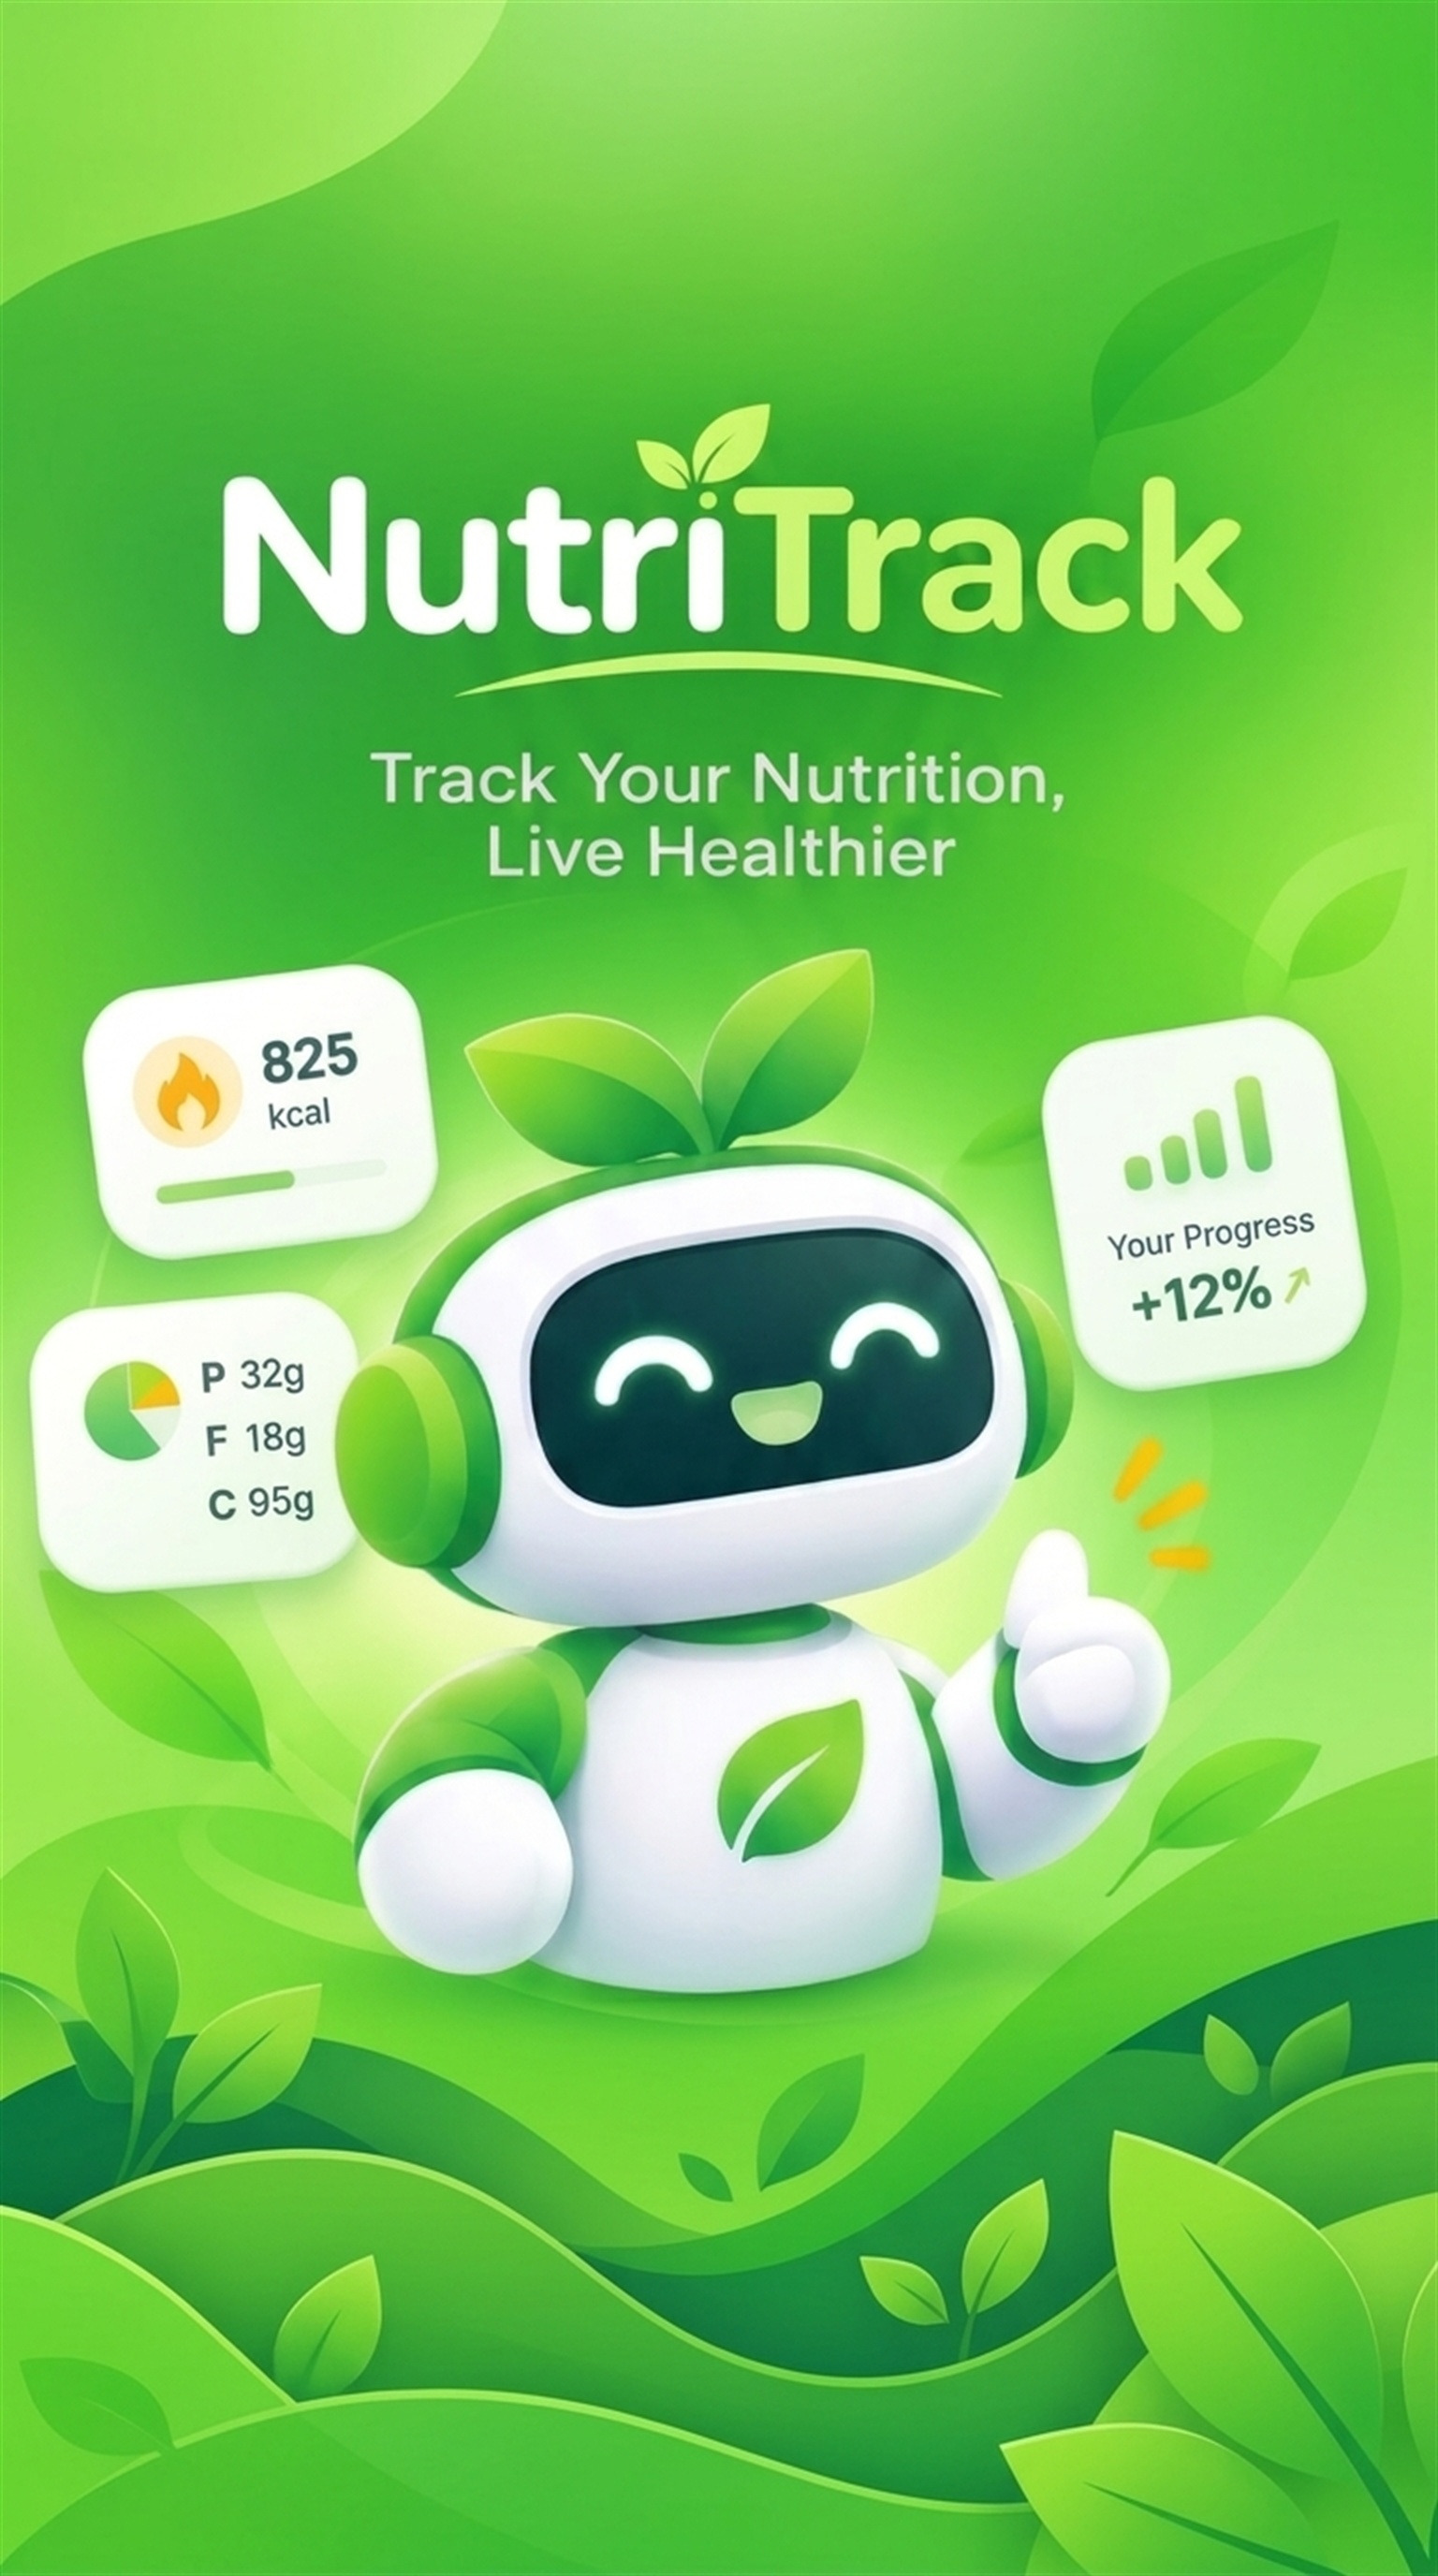 NutriTrack
Track Your Nutrition,
Live Healthier
825
kcal
P 32g
F 18g
C 95g
Your Progress
+12%